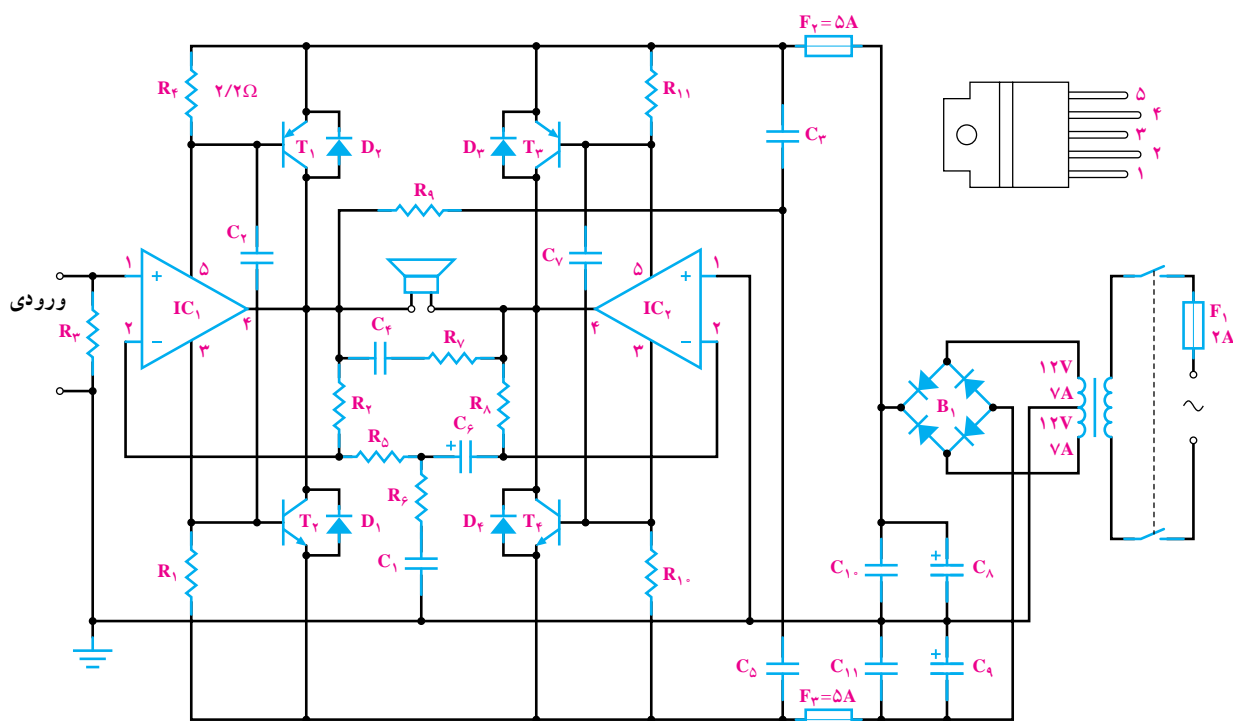 F۲ = ۵A
R۴
۲/۲Ω
R۱۱
T۱
D۲
D۳
T۳
C۳
۵
۴
۳
۲
۱
R۹
C۲
C۷
ورودی
R۳
۱
+
۲
−
IC۱
۵
۴
۳
IC۲
۵
۴
۳
۱
+
۲
−
C۴
R۷
R۲
R۸
R۵
C۶
+
R۶
C۱
T۲
D۱
D۴
T۴
R۱
R۱۰
F۱
۲A
۱۲V
۷A
۱۲V
۷A
B۱
C۱۰
+
C۸
C۵
C۱۱
+
C۹
F۳ = ۵A